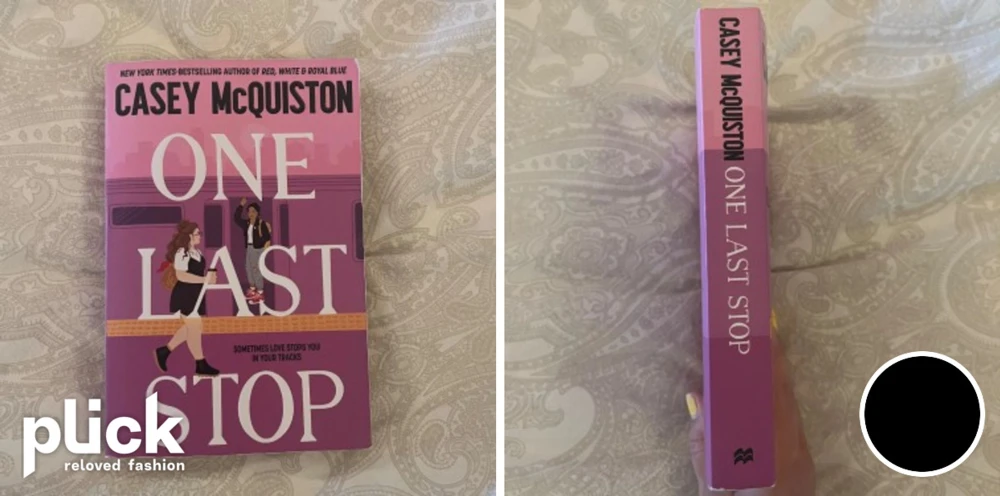 NEW YORK TIMES-BESTSELLING AUTHOR OF RED, WHITE & ROYAL BLUE
CASEY McQUISTON
ONE
LAST
SOMETIMES LOVE STOPS YOU
IN YOUR TRACKS
STOP
plick
reloved fashion
CASEY McQUISTON ONE LAST STOP